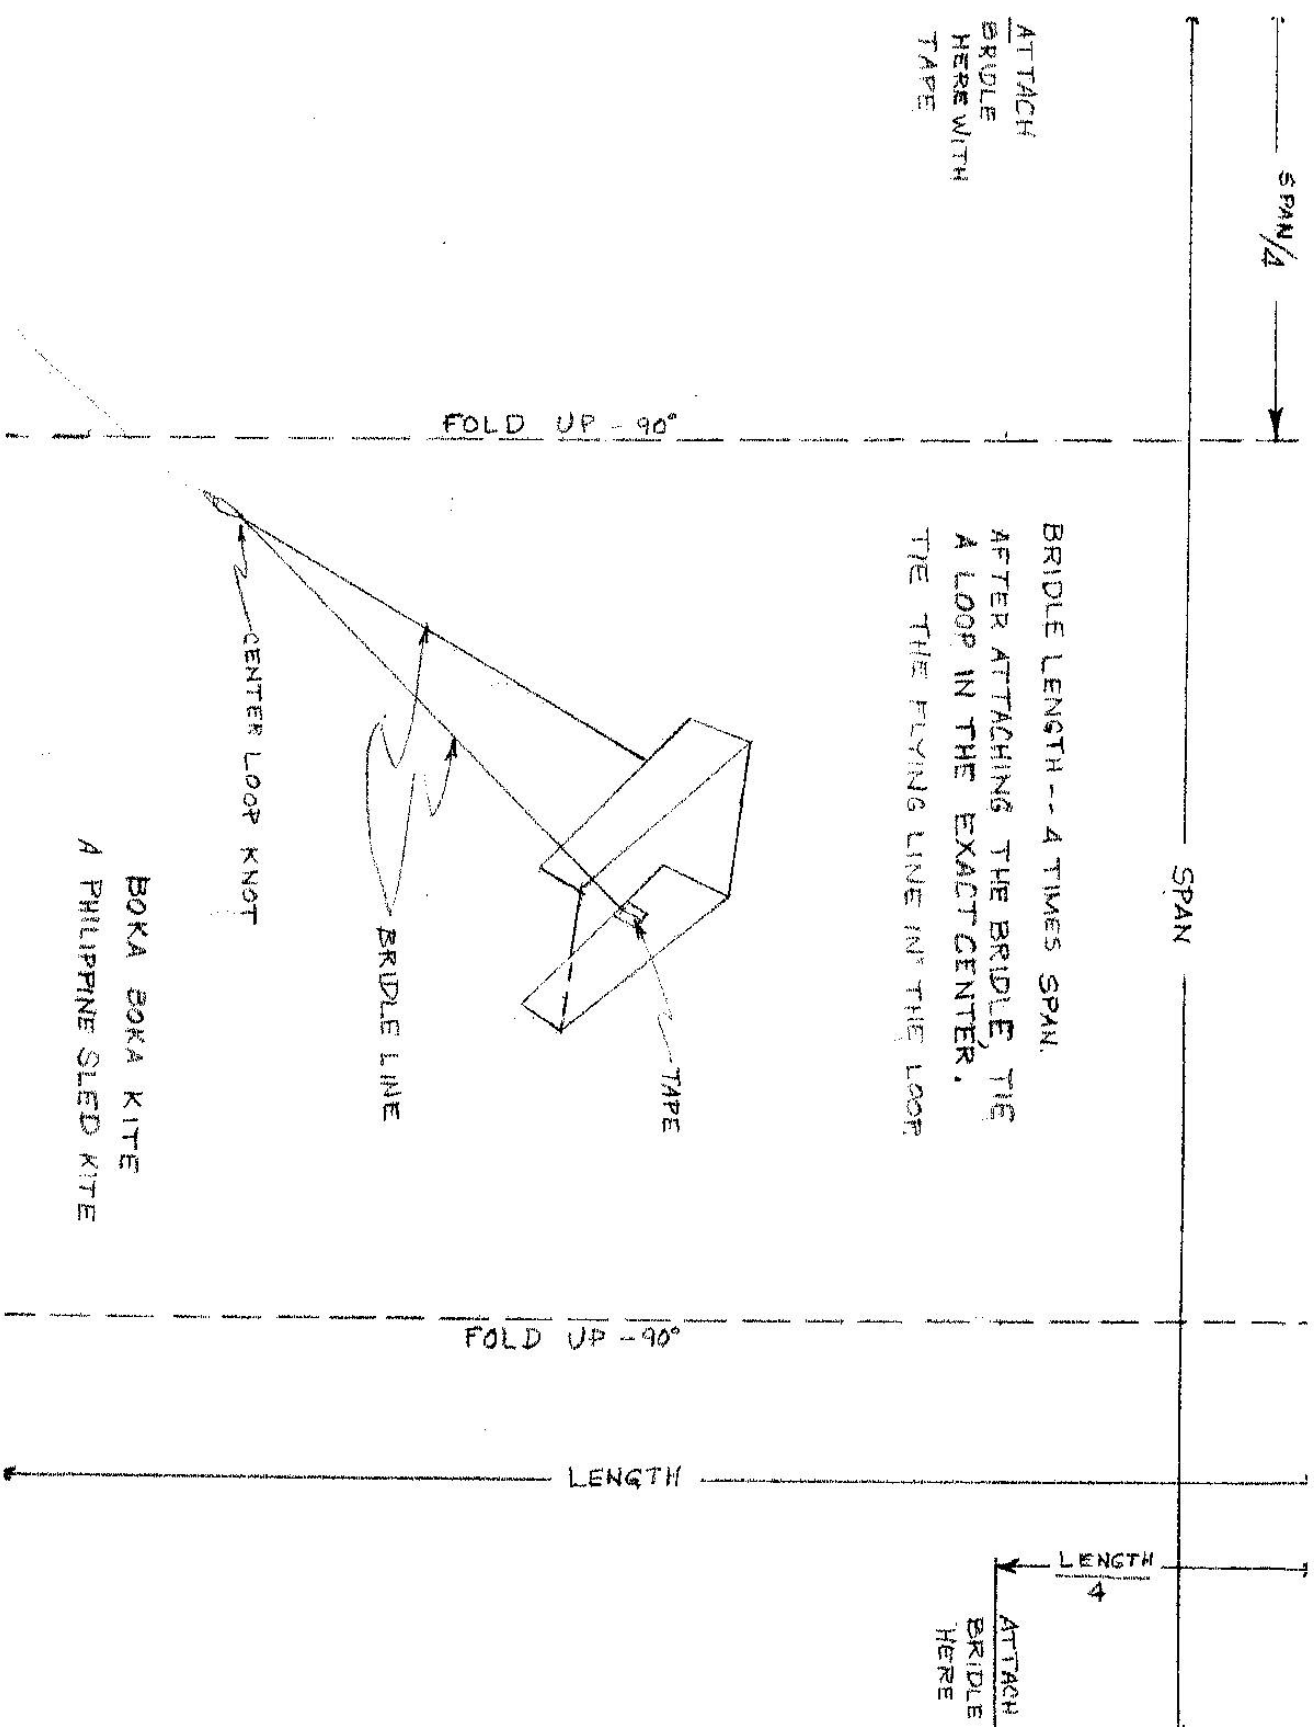 SPAN/4
SPAN
ATTACH
BRIDLE
HERE WITH
TAPE
FOLD UP - 90°
BRIDLE LENGTH -- 4 TIMES SPAN.
AFTER ATTACHING THE BRIDLE, TIE
A LOOP IN THE EXACT CENTER.
TIE THE FLYING LINE IN THE LOOP.
TAPE
BRIDLE LINE
CENTER LOOP KNOT
BOKA BOKA KITE
A PHILIPPINE SLED KITE
FOLD UP - 90°
LENGTH
LENGTH
4
ATTACH
BRIDLE
HERE